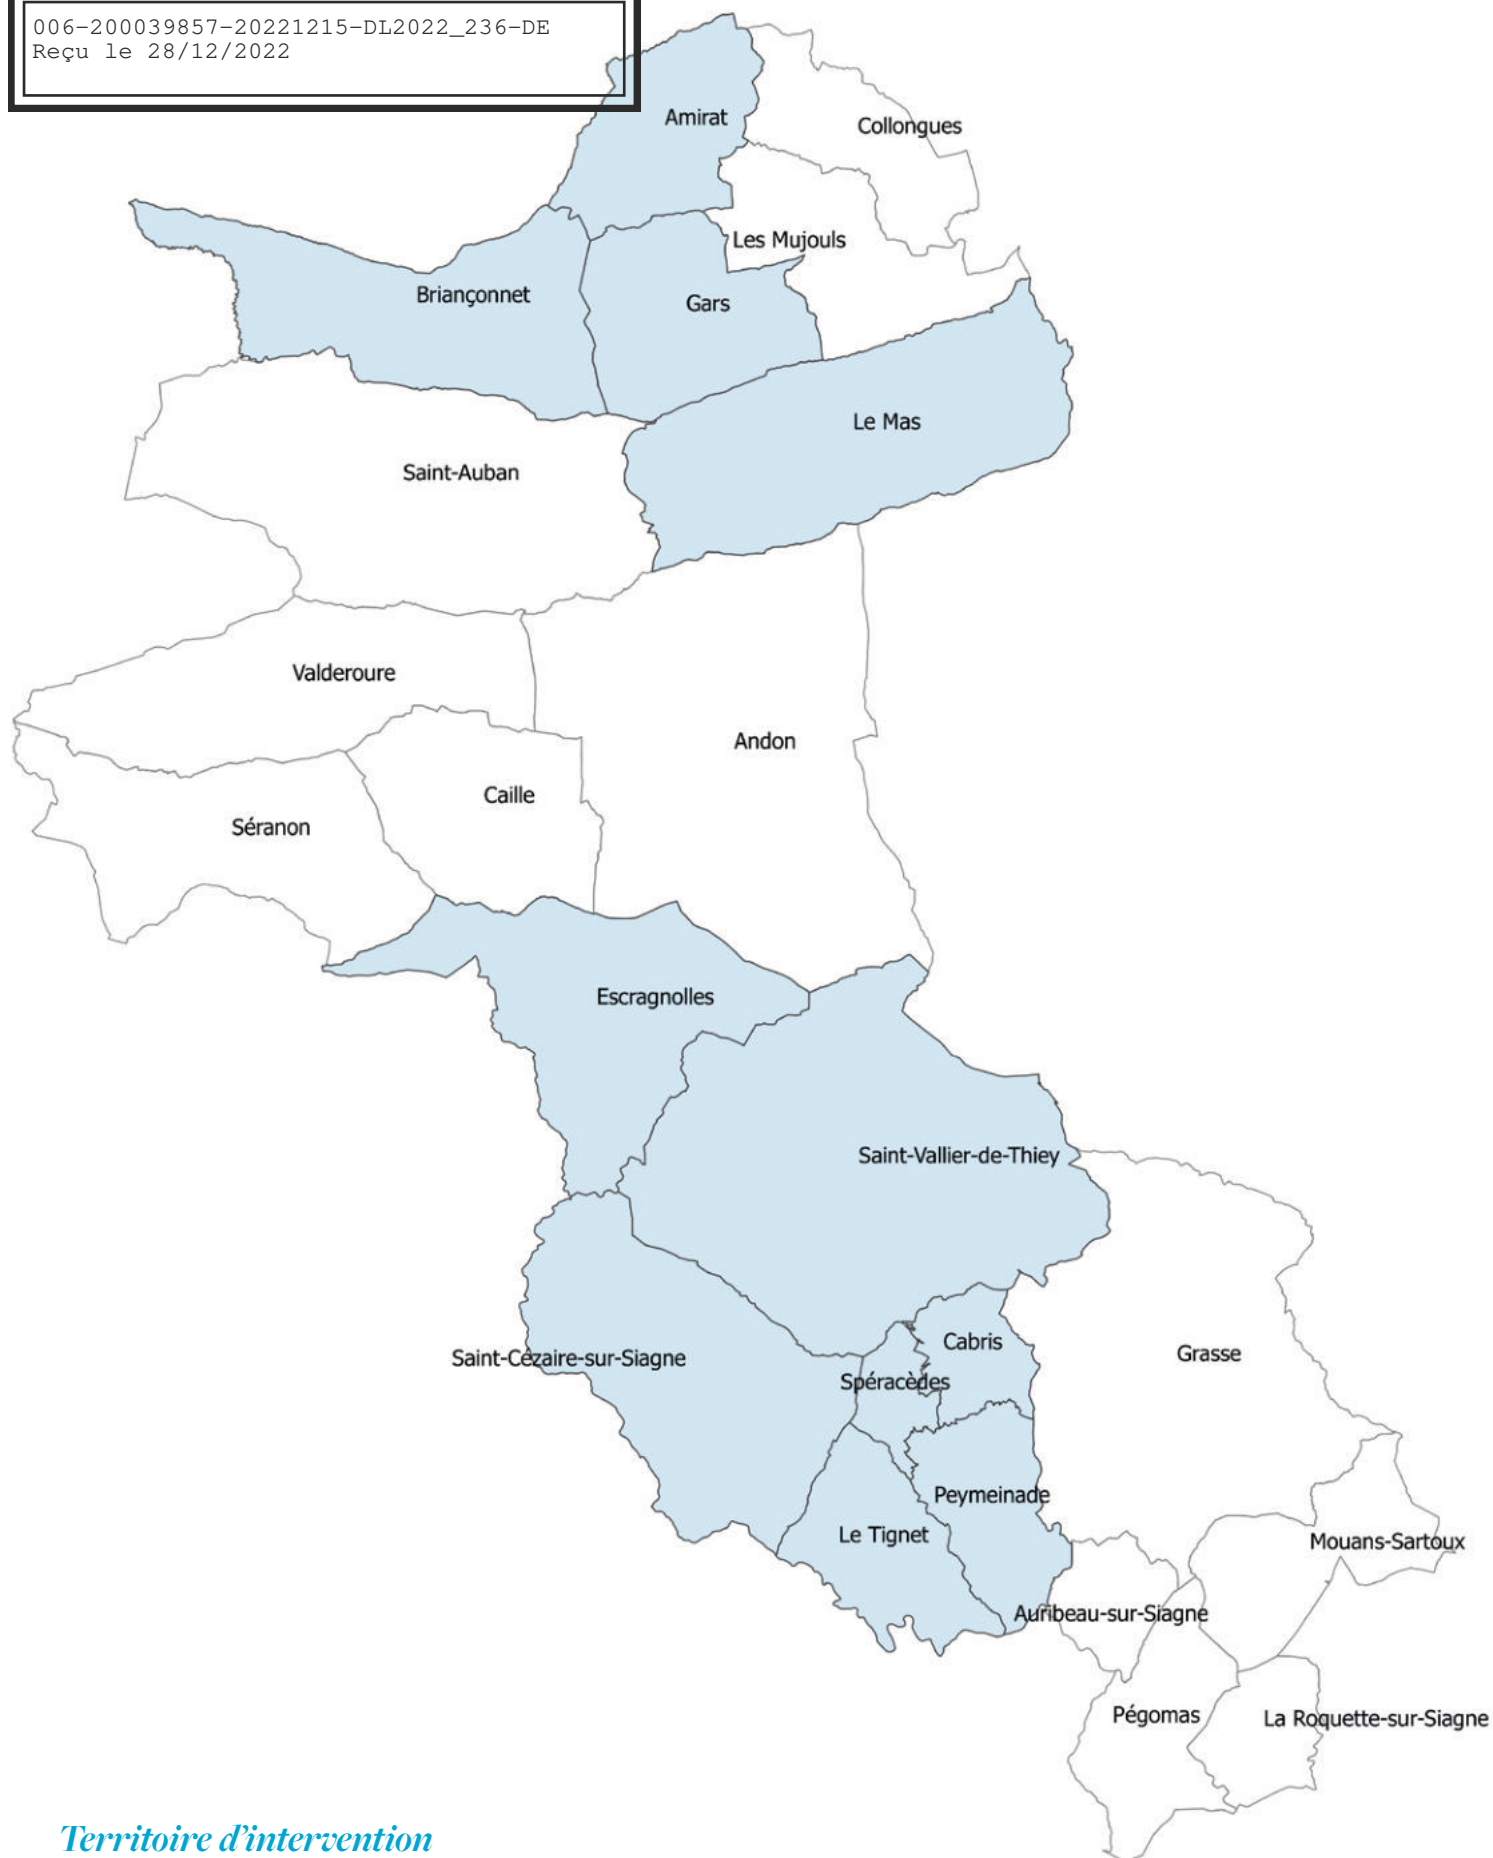 006-200039857-20221215-DL2022_236-DE
Reçu le 28/12/2022
Amirat
Collongues
Les Mujouls
Briançonnet
Gars
Le Mas
Saint-Auban
Valderoure
Andon
Caille
Séranon
Escragnolles
Saint-Vallier-de-Thiey
Cabris
Grasse
Saint-Cézaire-sur-Siagne
Spéracèdes
Peymeinade
Le Tignet
Mouans-Sartoux
Auribeau-sur-Siagne
Pégomas
La Roquette-sur-Siagne
Territoire d'intervention